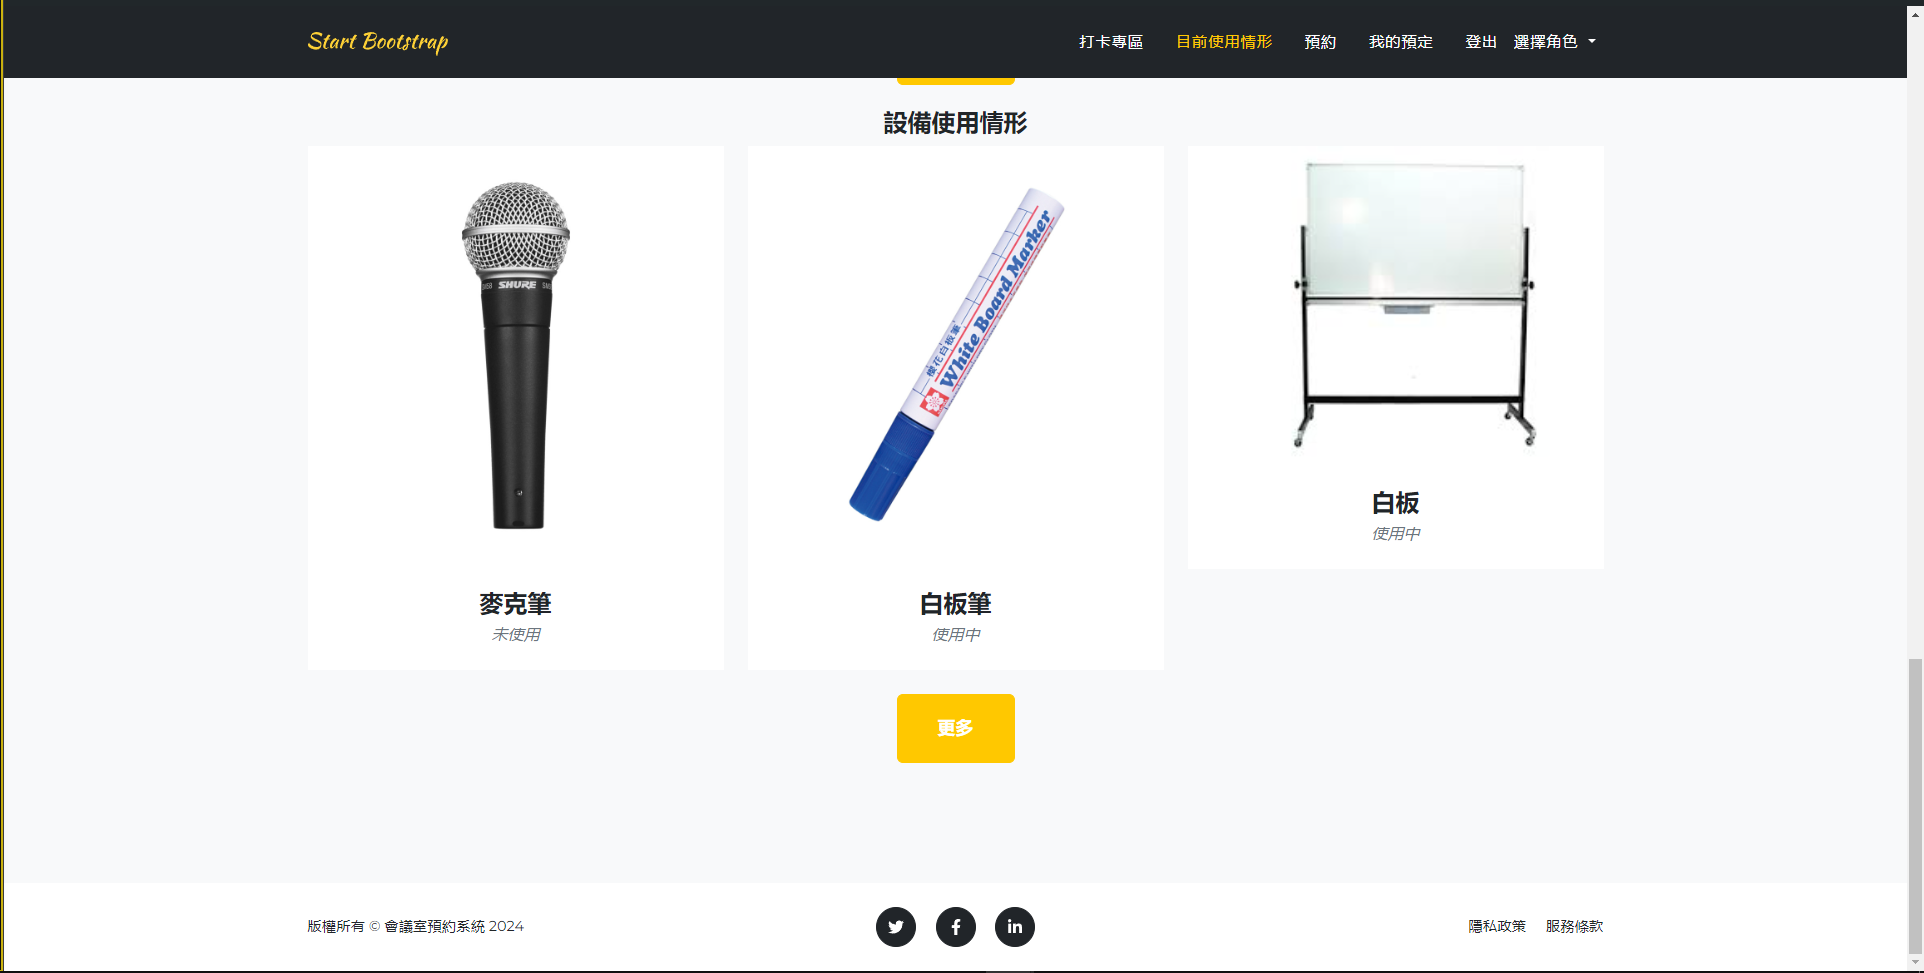 Start Bootstrap
打卡專區 目前使用情形 預約 我的預定 登出 選擇角色
設備使用情形
SHURE
White Board Marker
櫻花白板筆
麥克筆
未使用
白板筆
使用中
白板
使用中
更多
版權所有 © 會議室預約系統 2024
隱私政策 服務條款